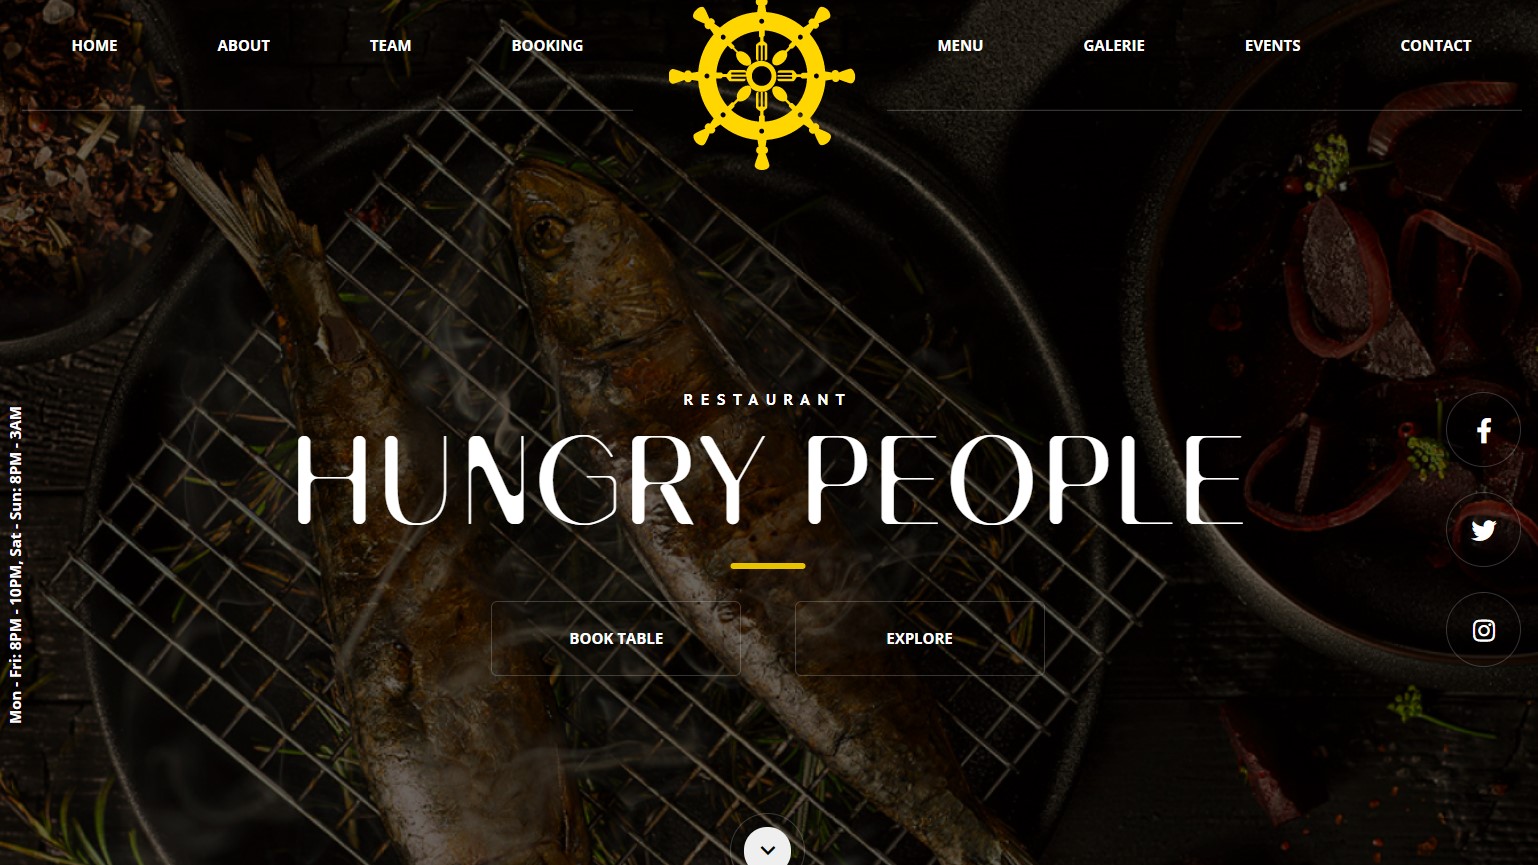 HOME ABOUT TEAM BOOKING MENU GALERIE EVENTS CONTACT
RESTAURANT
HUNGRY PEOPLE
BOOK TABLE EXPLORE
Mon - Fri: 8PM - 10PM, Sat - Sun: 8PM - 3AM